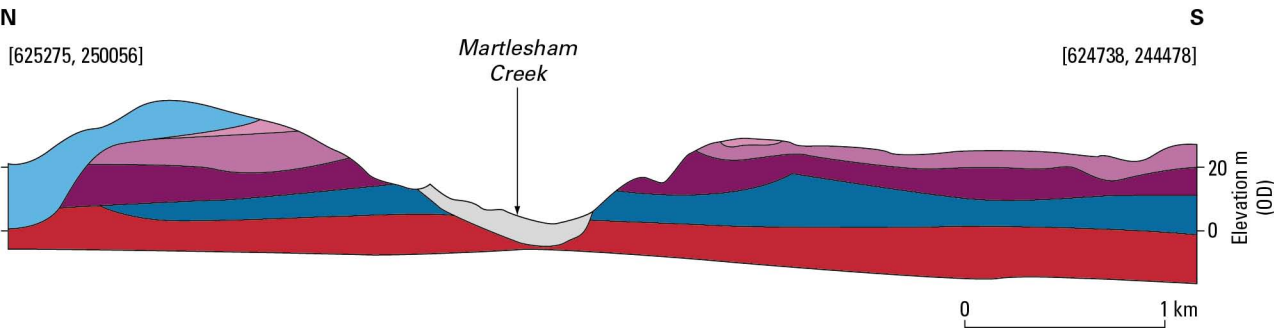 N
S
[625275, 250056]
Martlesham
Creek
[624738, 244478]
20
0
Elevation m
(OD)
0
1 km